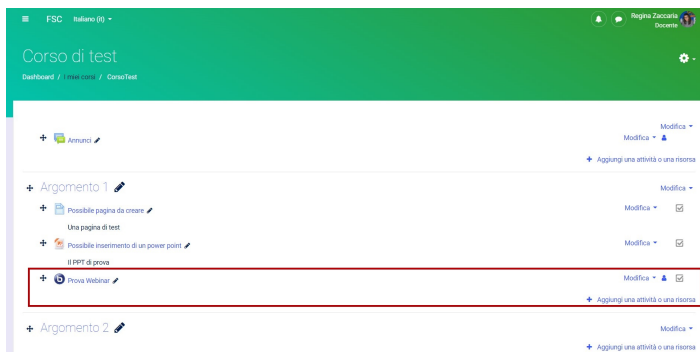 FSC Italiano (it)
Regina Zaccaria
Docente
Corso di test
Dashboard / I miei corsi / CorsoTest
Modifica
Annunci
Modifica
+ Aggiungi una attività o una risorsa
Argomento 1
Modifica
Possibile pagina da creare
Modifica
Una pagina di test
Possibile inserimento di un power point
Modifica
Il PPT di prova
Prova Webinar
Modifica
+ Aggiungi una attività o una risorsa
Argomento 2
Modifica
+ Aggiungi una attività o una risorsa